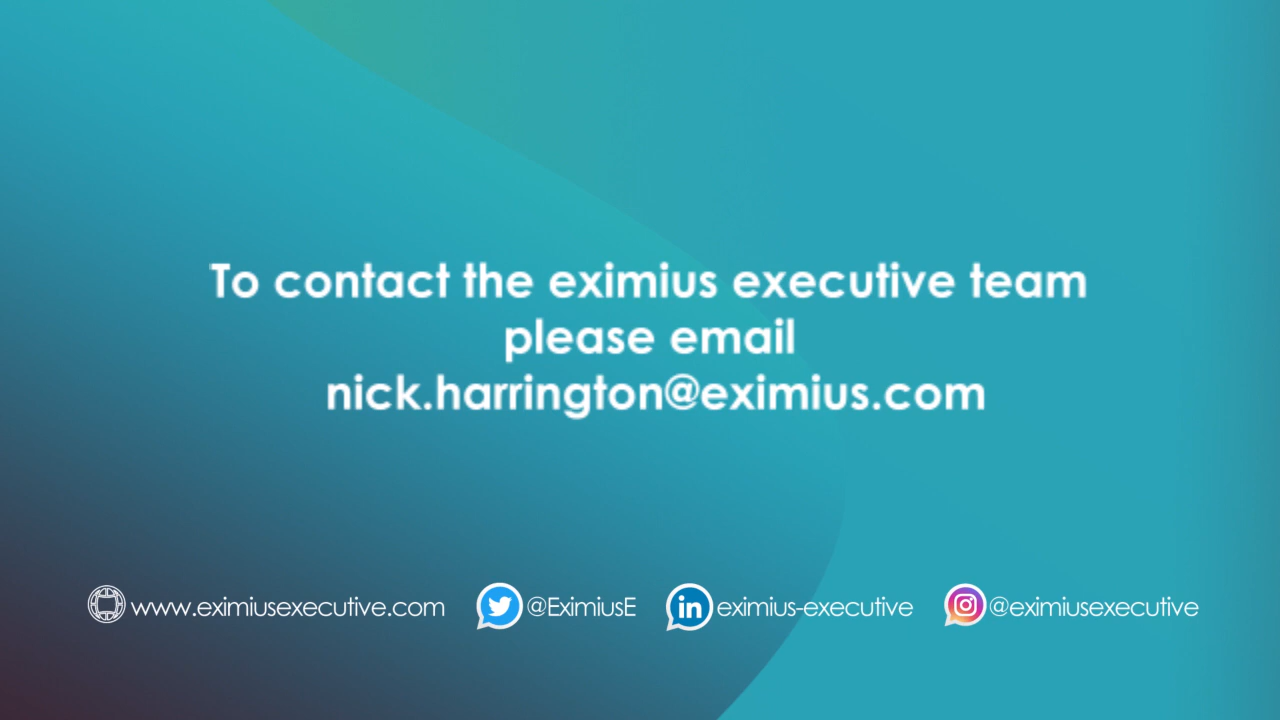 To contact the eximius executive team
please email
nick.harrington@eximius.com
www.eximiusexecutive.com @EximiusE eximius-executive @eximiusexecutive